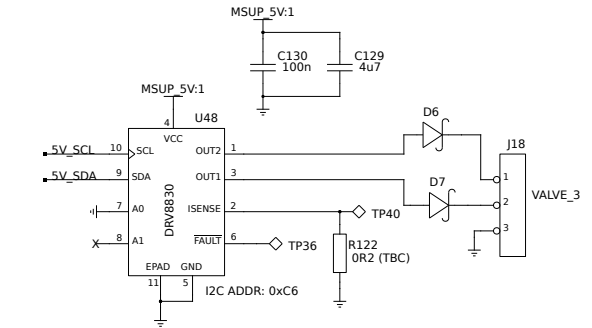 MSUP_5V:1
C130
100n
C129
4u7
MSUP_5V:1
4
U48
VCC
D6
J18
5V_SCL
10
SCL
OUT2
1
1
5V_SDA
9
SDA
OUT1
3
D7
VALVE_3
2
7
A0
DRV8830
ISENSE
2
TP40
3
X
8
A1
FAULT
6
TP36
R122
0R2 (TBC)
EPAD
GND
11
5
I2C ADDR: 0xC6